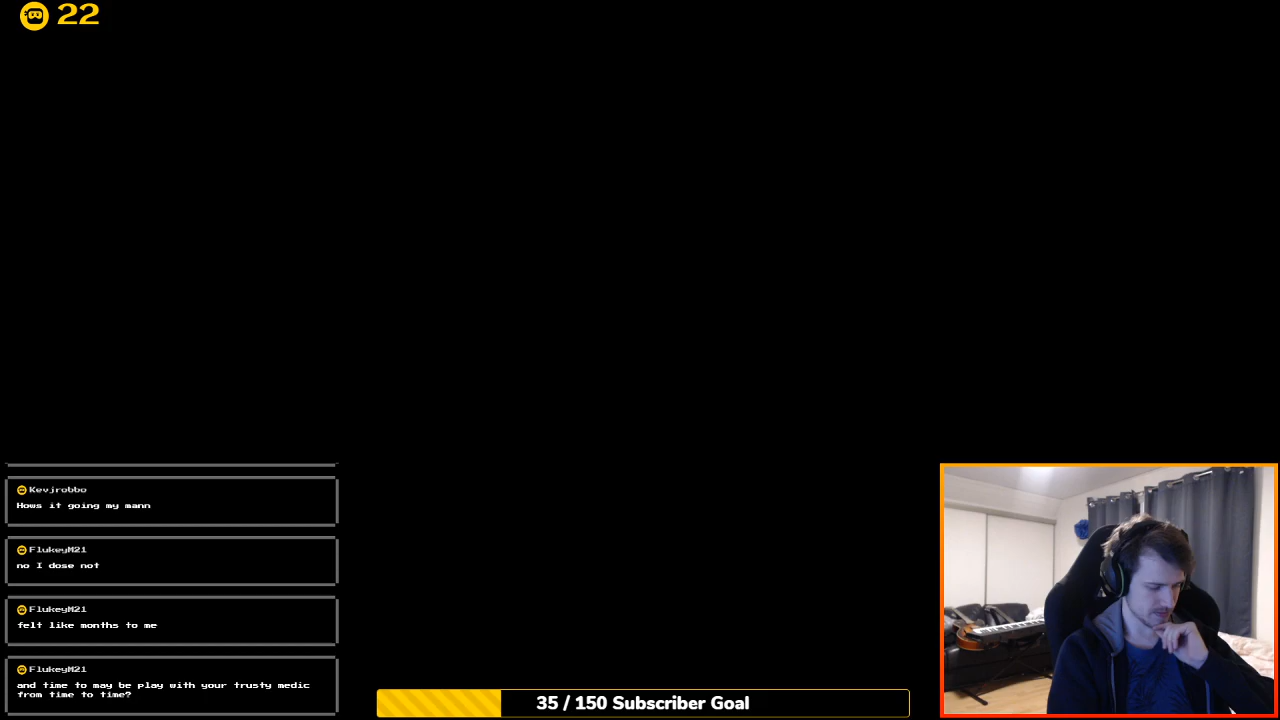 22
Kevjrobbo
Hows it going my mann
FlukeyM21
no I dose not
FlukeyM21
felt like months to me
FlukeyM21
and time to may be play with your trusty medic
from time to time?
35 / 150 Subscriber Goal